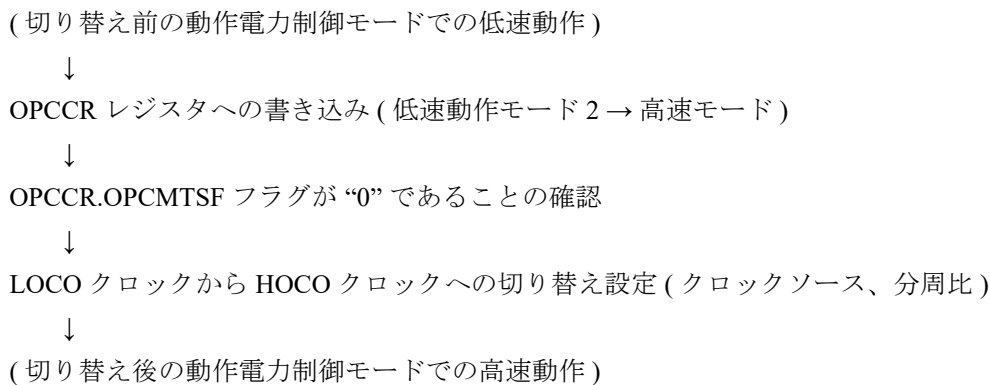 ( 切り替え前の動作電力制御モードでの低速動作 )
↓
OPCCR レジスタへの書き込み ( 低速動作モード 2 → 高速モード )
↓
OPCCR.OPCMTSF フラグが “0” であることの確認
↓
LOCO クロックから HOCO クロックへの切り替え設定 ( クロックソース、分周比 )
↓
( 切り替え後の動作電力制御モードでの高速動作 )